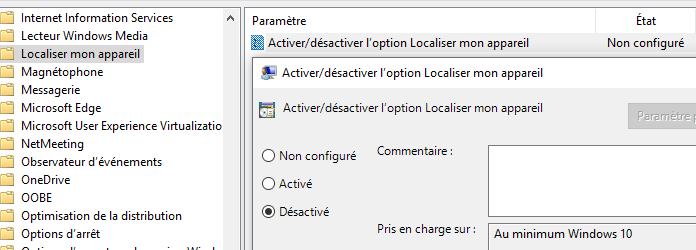 Internet Information Services
Lecteur Windows Media
Localiser mon appareil
Magnétophone
Messagerie
Microsoft Edge
Microsoft User Experience Virtualizatio
NetMeeting
Observateur d'événements
OneDrive
OOBE
Optimisation de la distribution
Options d'arrêt
Paramètre État
Activer/désactiver l'option Localiser mon appareil Non configuré
Activer/désactiver l'option Localiser mon appareil
Activer/désactiver l'option Localiser mon appareil
Paramètre p
Non configuré
Activé
Désactivé
Commentaire :
Pris en charge sur : Au minimum Windows 10